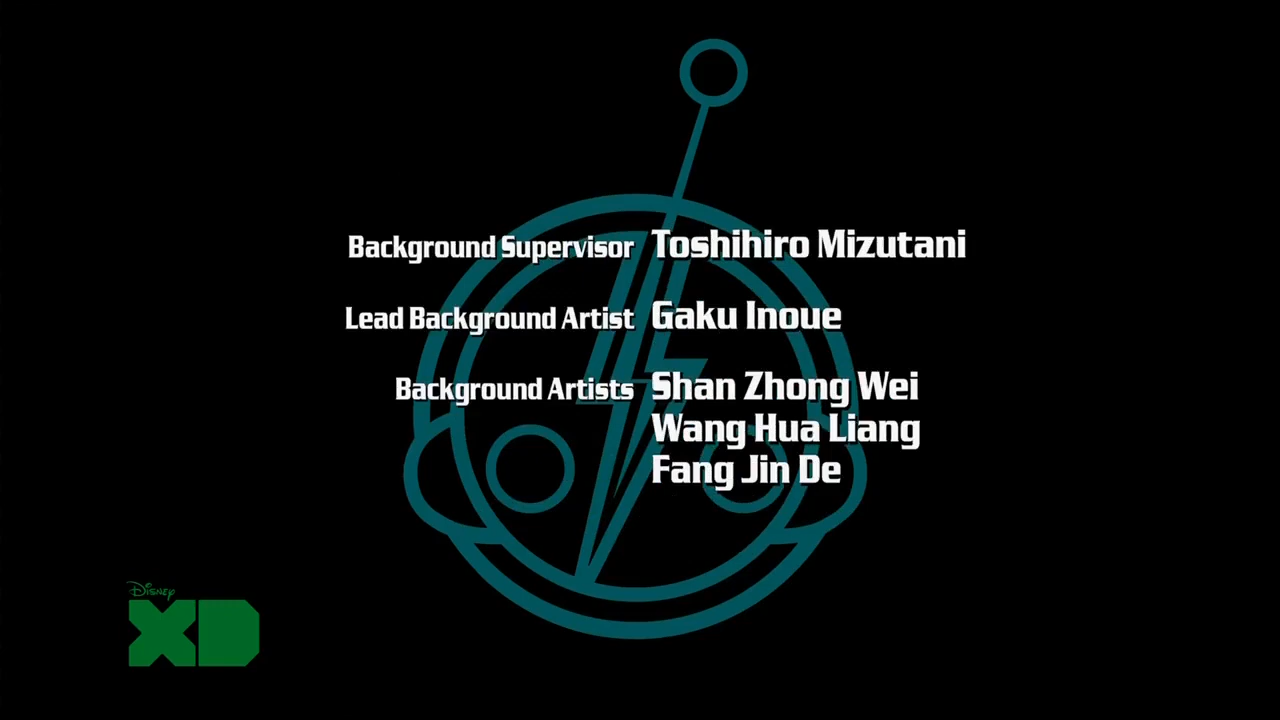 Background Supervisor Toshihiro Mizutani
Lead Background Artist Gaku Inoue
Background Artists Shan Zhong Wei
Wang Hua Liang
Fang Jin De
Disney
XD